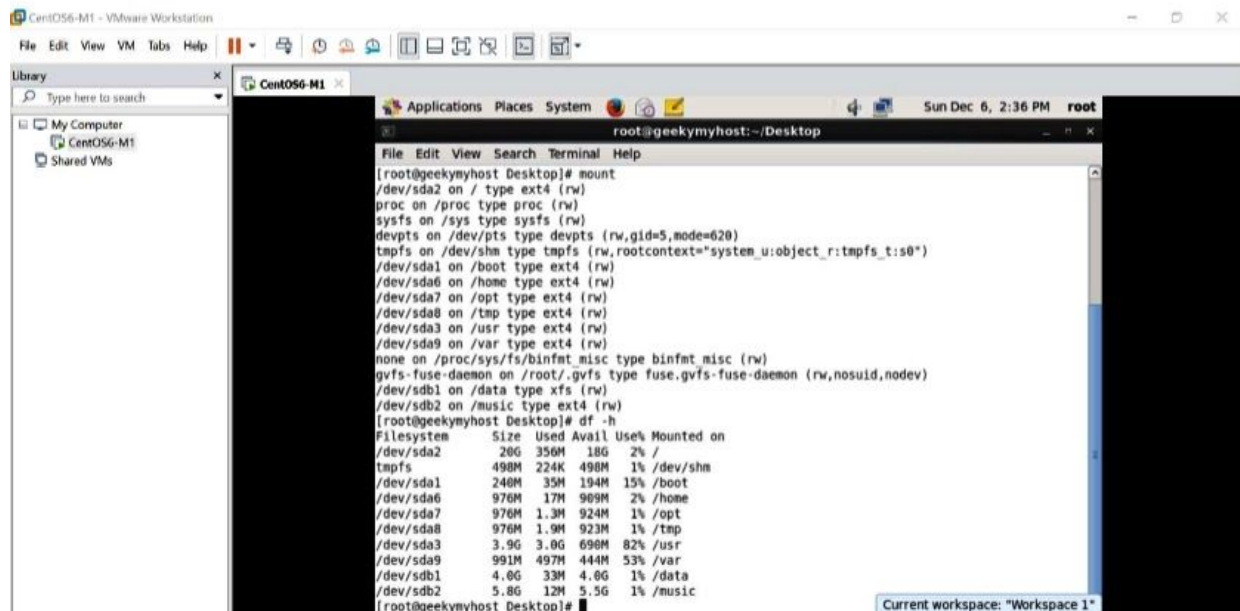 CentOS6-M1 - VMware Workstation
File Edit View VM Tabs Help
Library
Type here to search
My Computer
CentOS6-M1
Shared VMs
CentOS6-M1
Applications Places System
Sun Dec 6, 2:36 PM root
root@geekymyhost:~/Desktop
File Edit View Search Terminal Help
[root@geekymyhost Desktop]# mount
/dev/sda2 on / type ext4 (rw)
proc on /proc type proc (rw)
sysfs on /sys type sysfs (rw)
devpts on /dev/pts type devpts (rw,gid=5,mode=620)
tmpfs on /dev/shm type tmpfs (rw,rootcontext="system_u:object_r:tmpfs_t:s0")
/dev/sda1 on /boot type ext4 (rw)
/dev/sda6 on /home type ext4 (rw)
/dev/sda7 on /opt type ext4 (rw)
/dev/sda8 on /tmp type ext4 (rw)
/dev/sda3 on /usr type ext4 (rw)
/dev/sda9 on /var type ext4 (rw)
none on /proc/sys/fs/binfmt_misc type binfmt_misc (rw)
gvfs-fuse-daemon on /root/.gvfs type fuse.gvfs-fuse-daemon (rw,nosuid,nodev)
/dev/sdb1 on /data type xfs (rw)
/dev/sdb2 on /music type ext4 (rw)
[root@geekymyhost Desktop]# df -h
Filesystem Size Used Avail Use% Mounted on
/dev/sda2 20G 356M 18G 2% /
tmpfs 498M 224K 498M 1% /dev/shm
/dev/sda1 240M 35M 194M 15% /boot
/dev/sda6 976M 17M 909M 2% /home
/dev/sda7 976M 1.3M 924M 1% /opt
/dev/sda8 976M 1.9M 923M 1% /tmp
/dev/sda3 3.9G 3.0G 690M 82% /usr
/dev/sda9 991M 497M 444M 53% /var
/dev/sdb1 4.0G 33M 4.0G 1% /data
/dev/sdb2 5.8G 12M 5.5G 1% /music
[root@geekymyhost Desktop]#
Current workspace: "Workspace 1"